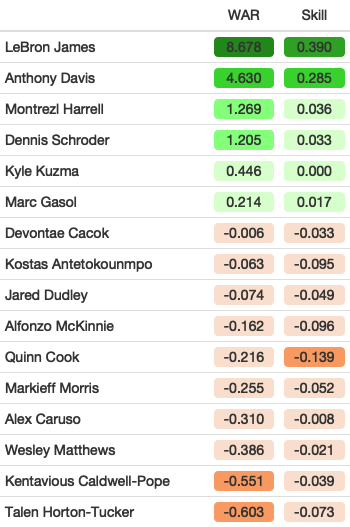 WAR Skill
LeBron James 8.678 0.390
Anthony Davis 4.630 0.285
Montrezl Harrell 1.269 0.036
Dennis Schroder 1.205 0.033
Kyle Kuzma 0.446 0.000
Marc Gasol 0.214 0.017
Devontae Cacok -0.006 -0.033
Kostas Antetokounmpo -0.063 -0.095
Jared Dudley -0.074 -0.049
Alfonzo McKinnie -0.162 -0.096
Quinn Cook -0.216 -0.139
Markieff Morris -0.255 -0.052
Alex Caruso -0.310 -0.008
Wesley Matthews -0.386 -0.021
Kentavious Caldwell-Pope -0.551 -0.039
Talen Horton-Tucker -0.603 -0.073